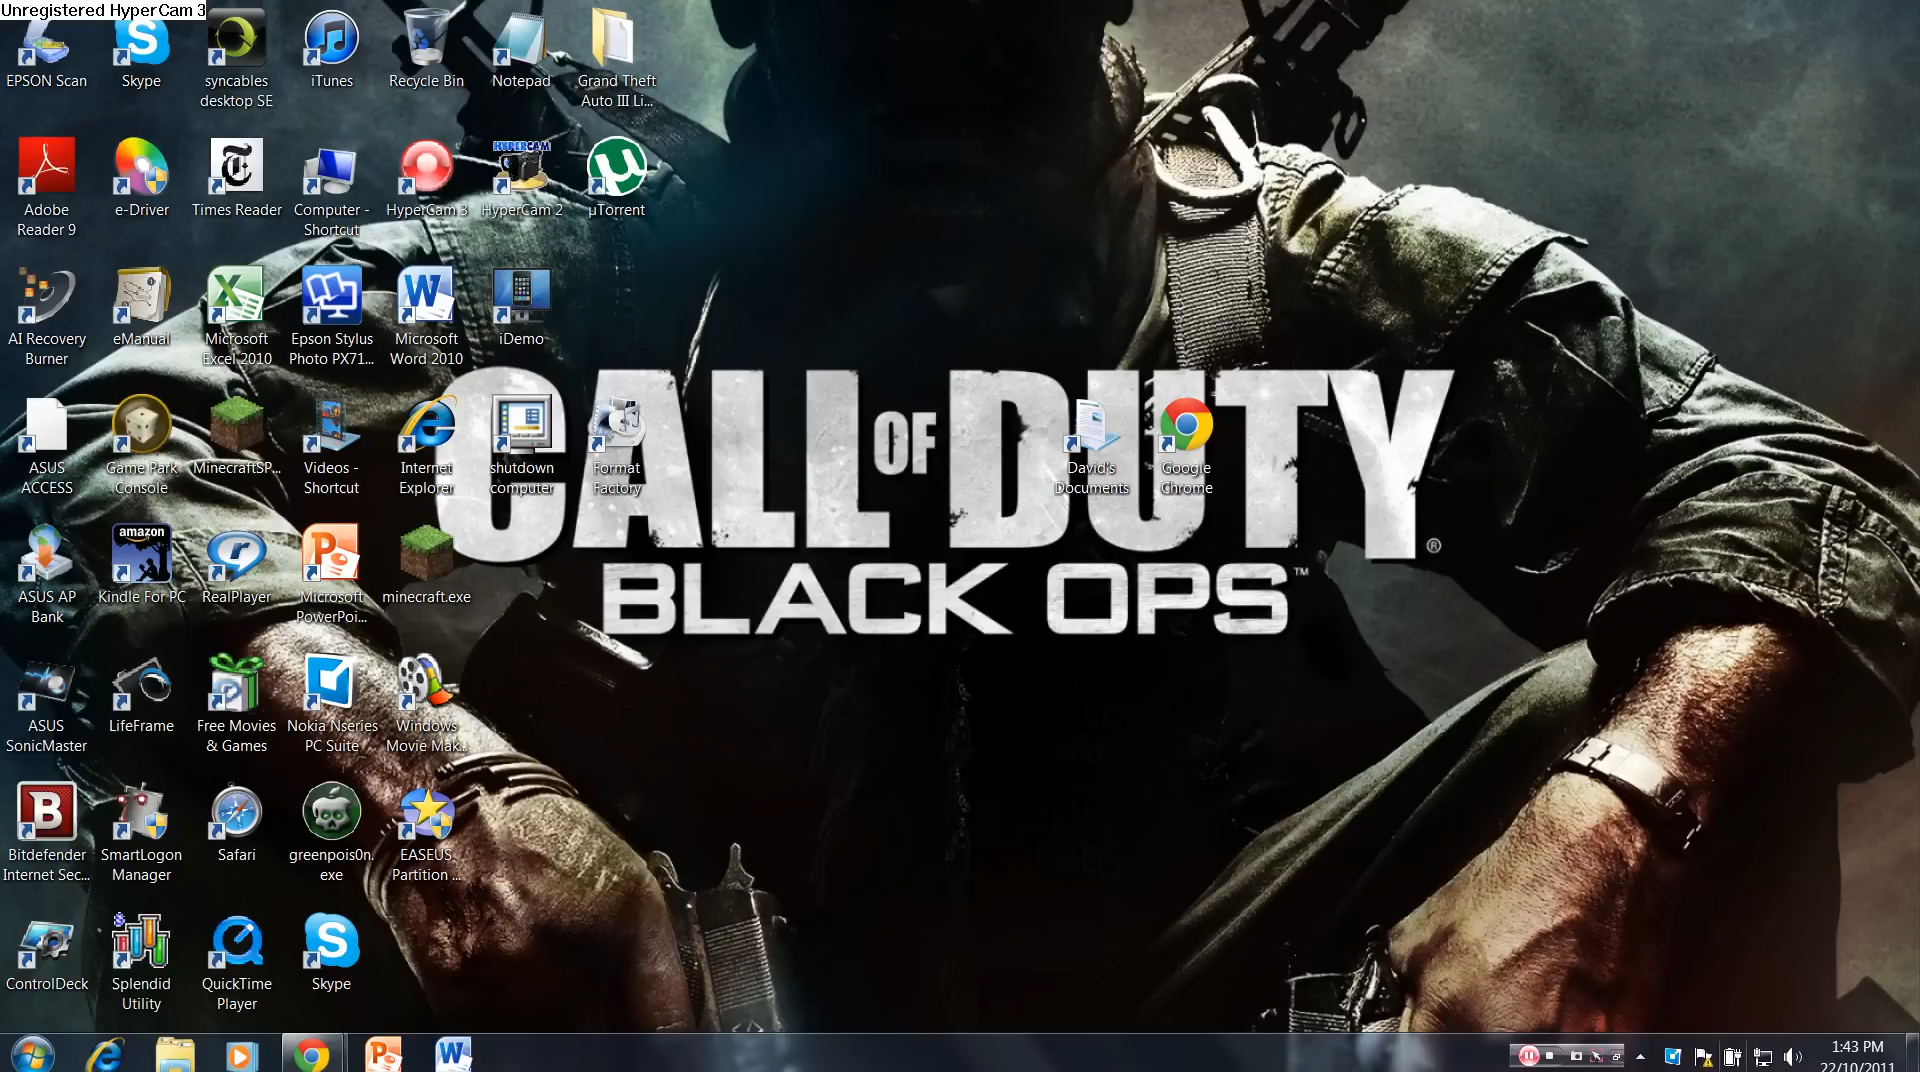 Unregistered HyperCam 3
EPSON Scan
Skype
syncables
desktop SE
iTunes
Recycle Bin
Notepad
Grand Theft
Auto III Li...
Adobe
Reader 9
e-Driver
Times Reader
Computer -
Shortcut
HyperCam 3
HYPERCAM
HyperCam 2
µTorrent
AI Recovery
Burner
eManual
Microsoft
Excel 2010
Epson Stylus
Photo PX71...
Microsoft
Word 2010
iDemo
ASUS
ACCESS
Game Park
Console
MinecraftSP...
Videos -
Shortcut
Internet
Explorer
shutdown
computer
Format
Factory
David's
Documents
Google
Chrome
CALL OF DUTY®
BLACK OPS™
ASUS AP
Bank
amazon
Kindle For PC
RealPlayer
Microsoft
PowerPoi...
minecraft.exe
ASUS
SonicMaster
LifeFrame
Free Movies
& Games
Nokia Nseries
PC Suite
Windows
Movie Mak...
Bitdefender
Internet Sec...
SmartLogon
Manager
Safari
greenpois0n.
exe
EASEUS
Partition ...
ControlDeck
Splendid
Utility
QuickTime
Player
Skype
1:43 PM
22/10/2011